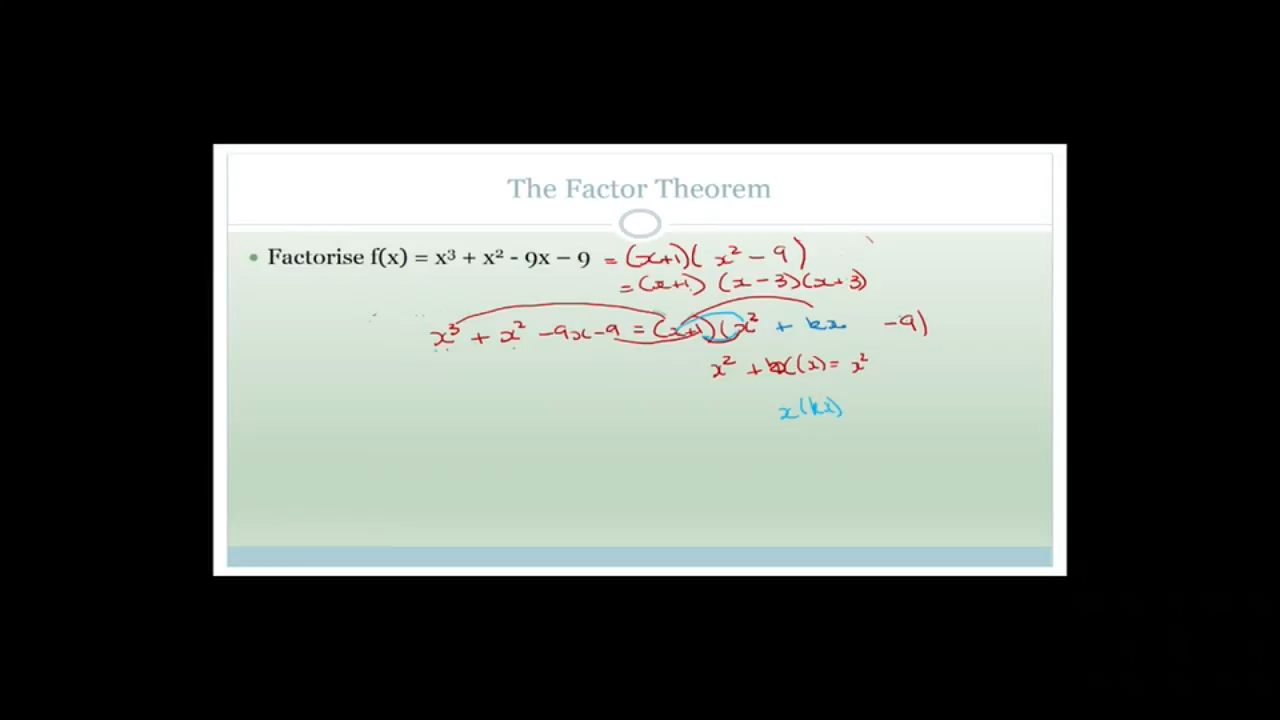 The Factor Theorem
• Factorise f(x) = x³ + x² - 9x – 9 = (x+1)( x² - 9)
= (x+1) (x-3)(x+3)
x³ + x² -9x-9 = (x+1)(x² + kx -9)
x² + kx(x) = x²
x(kx)